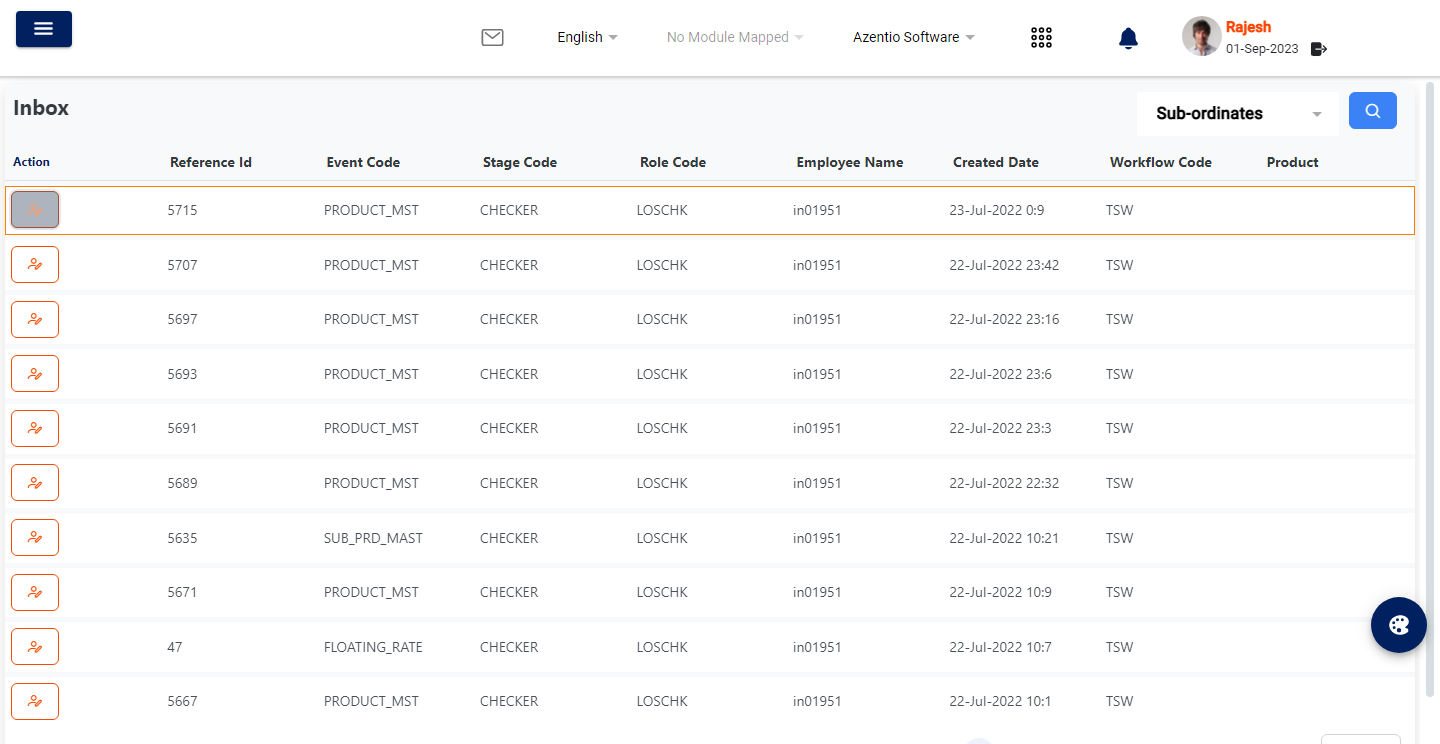 English No Module Mapped Azentio Software Rajesh
01-Sep-2023
Inbox Sub-ordinates
Action Reference Id Event Code Stage Code Role Code Employee Name Created Date Workflow Code Product
5715 PRODUCT_MST CHECKER LOSCHK in01951 23-Jul-2022 0:9 TSW
5707 PRODUCT_MST CHECKER LOSCHK in01951 22-Jul-2022 23:42 TSW
5697 PRODUCT_MST CHECKER LOSCHK in01951 22-Jul-2022 23:16 TSW
5693 PRODUCT_MST CHECKER LOSCHK in01951 22-Jul-2022 23:6 TSW
5691 PRODUCT_MST CHECKER LOSCHK in01951 22-Jul-2022 23:3 TSW
5689 PRODUCT_MST CHECKER LOSCHK in01951 22-Jul-2022 22:32 TSW
5635 SUB_PRD_MAST CHECKER LOSCHK in01951 22-Jul-2022 10:21 TSW
5671 PRODUCT_MST CHECKER LOSCHK in01951 22-Jul-2022 10:9 TSW
47 FLOATING_RATE CHECKER LOSCHK in01951 22-Jul-2022 10:7 TSW
5667 PRODUCT_MST CHECKER LOSCHK in01951 22-Jul-2022 10:1 TSW